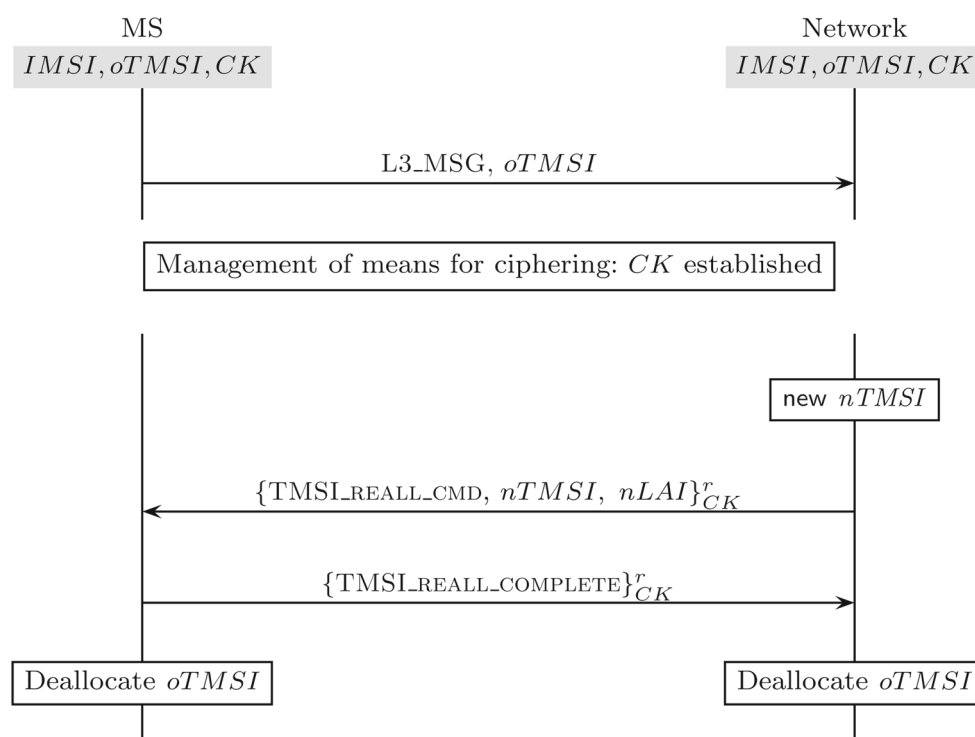 MS Network
IMSI, oTMSI, CK IMSI, oTMSI, CK
L3_MSG, oTMSI
Management of means for ciphering: CK established
new nTMSI
{TMSI_REALL_CMD, nTMSI, nLAI}^r_CK
{TMSI_REALL_COMPLETE}^r_CK
Deallocate oTMSI Deallocate oTMSI